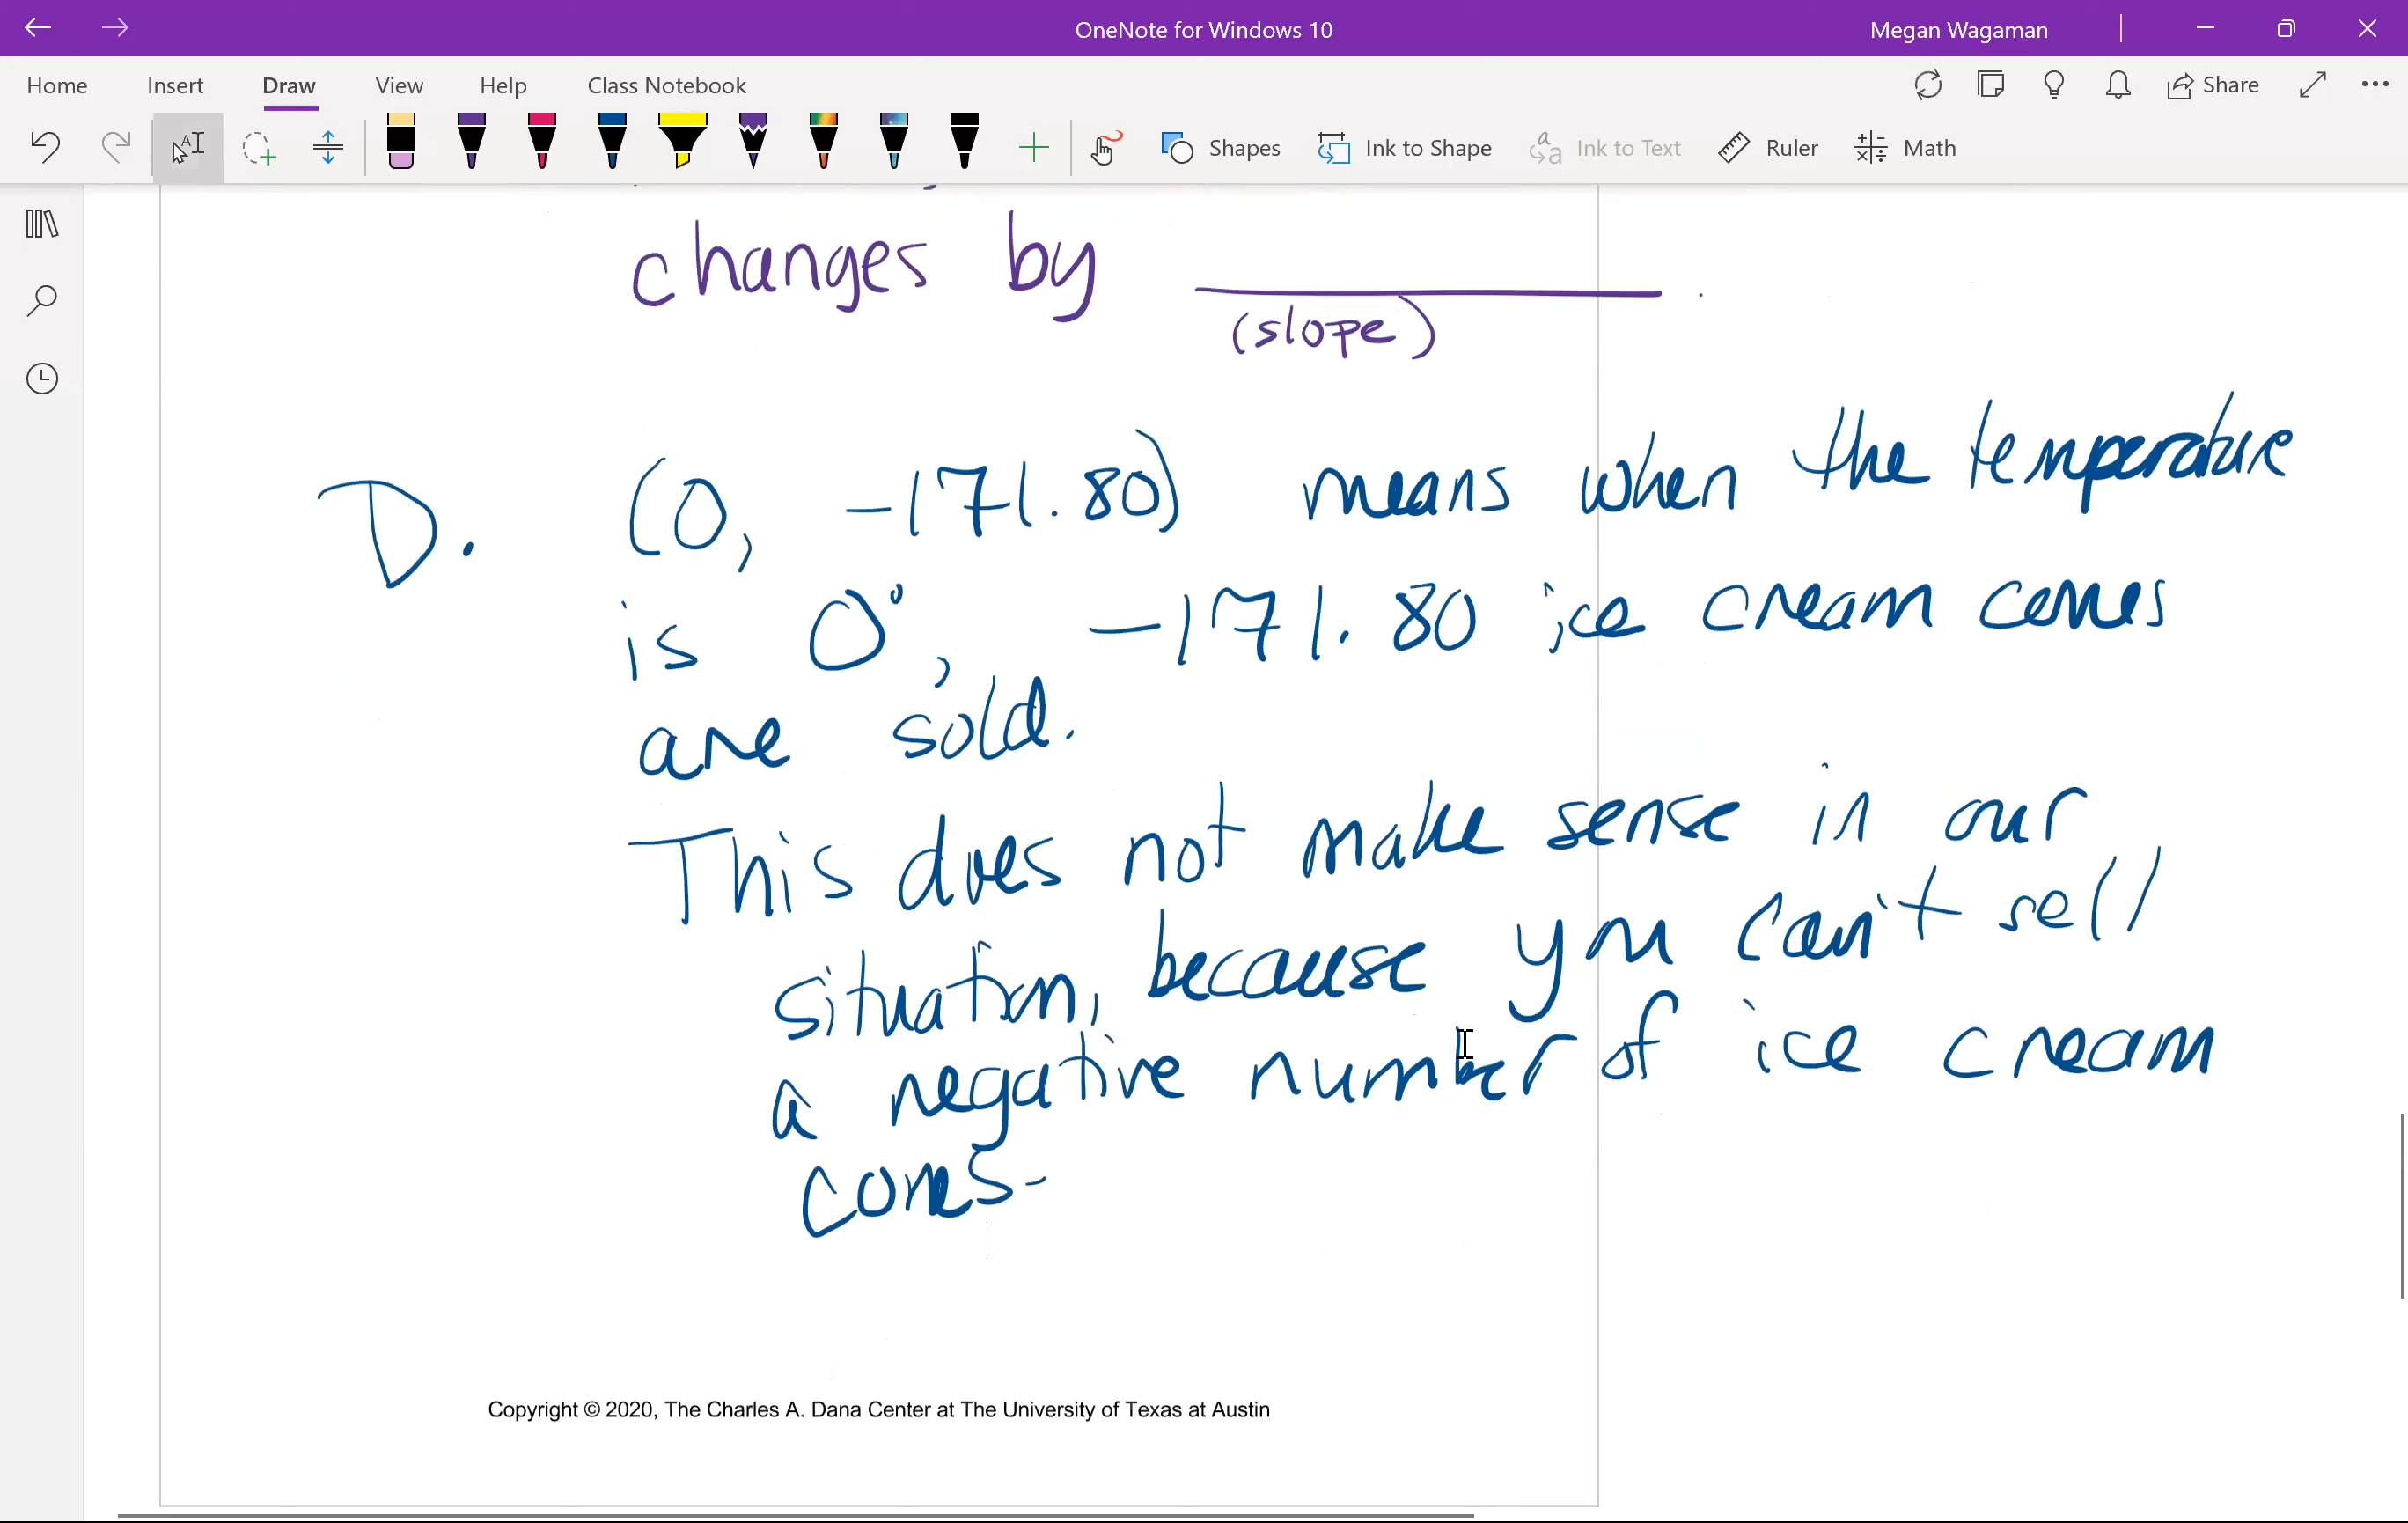 OneNote for Windows 10
Megan Wagaman
Home Insert Draw View Help Class Notebook
Share
Shapes Ink to Shape Ink to Text Ruler Math
changes by ________ .
(slope)
D. (0, -171.80) means when the temperature
is 0°, -171.80 ice cream cones
are sold.
This does not make sense in our
situation, because you can't sell
a negative number of ice cream
cones.
Copyright © 2020, The Charles A. Dana Center at The University of Texas at Austin